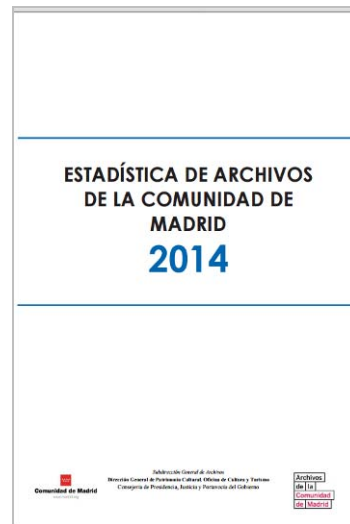 ESTADÍSTICA DE ARCHIVOS
DE LA COMUNIDAD DE
MADRID
2014
Subdirección General de Archivos
Dirección General de Patrimonio Cultural, Oficina de Cultura y Turismo
Consejería de Presidencia, Justicia y Portavocía del Gobierno
Comunidad de Madrid
Archivos
de la
Comunidad
de Madrid